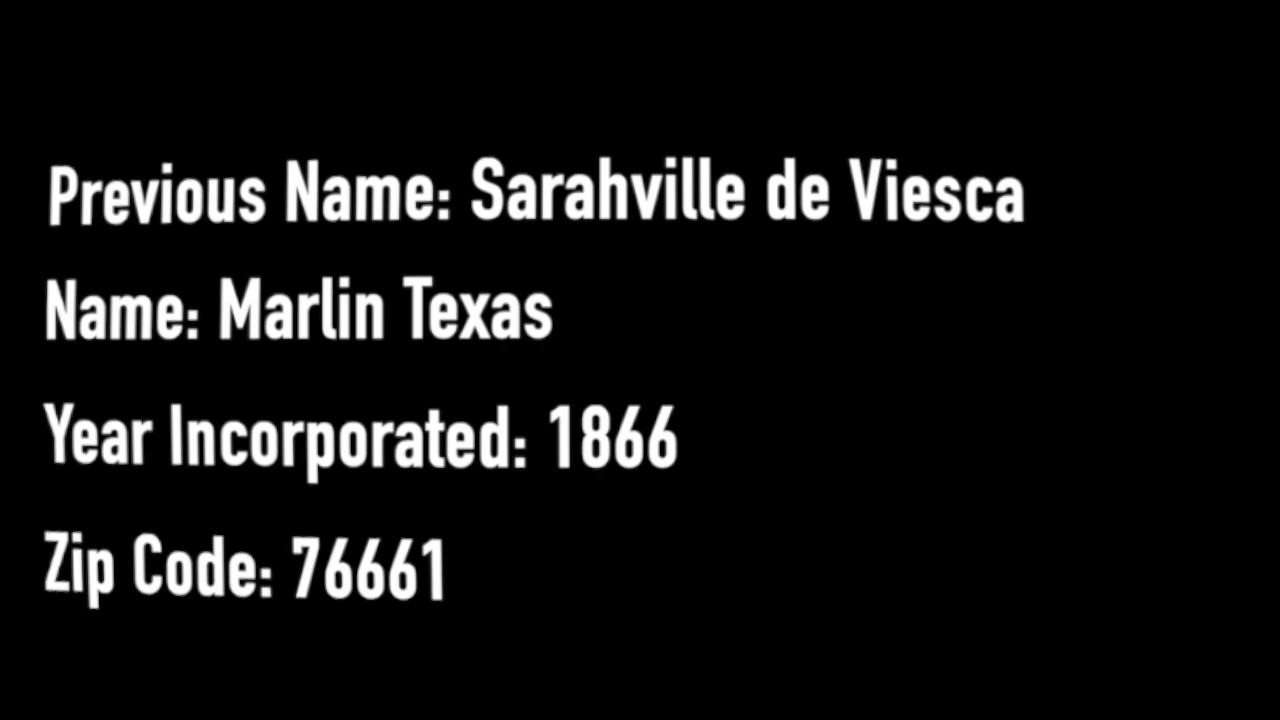 Previous Name: Sarahville de Viesca
Name: Marlin Texas
Year Incorporated: 1866
Zip Code: 76661